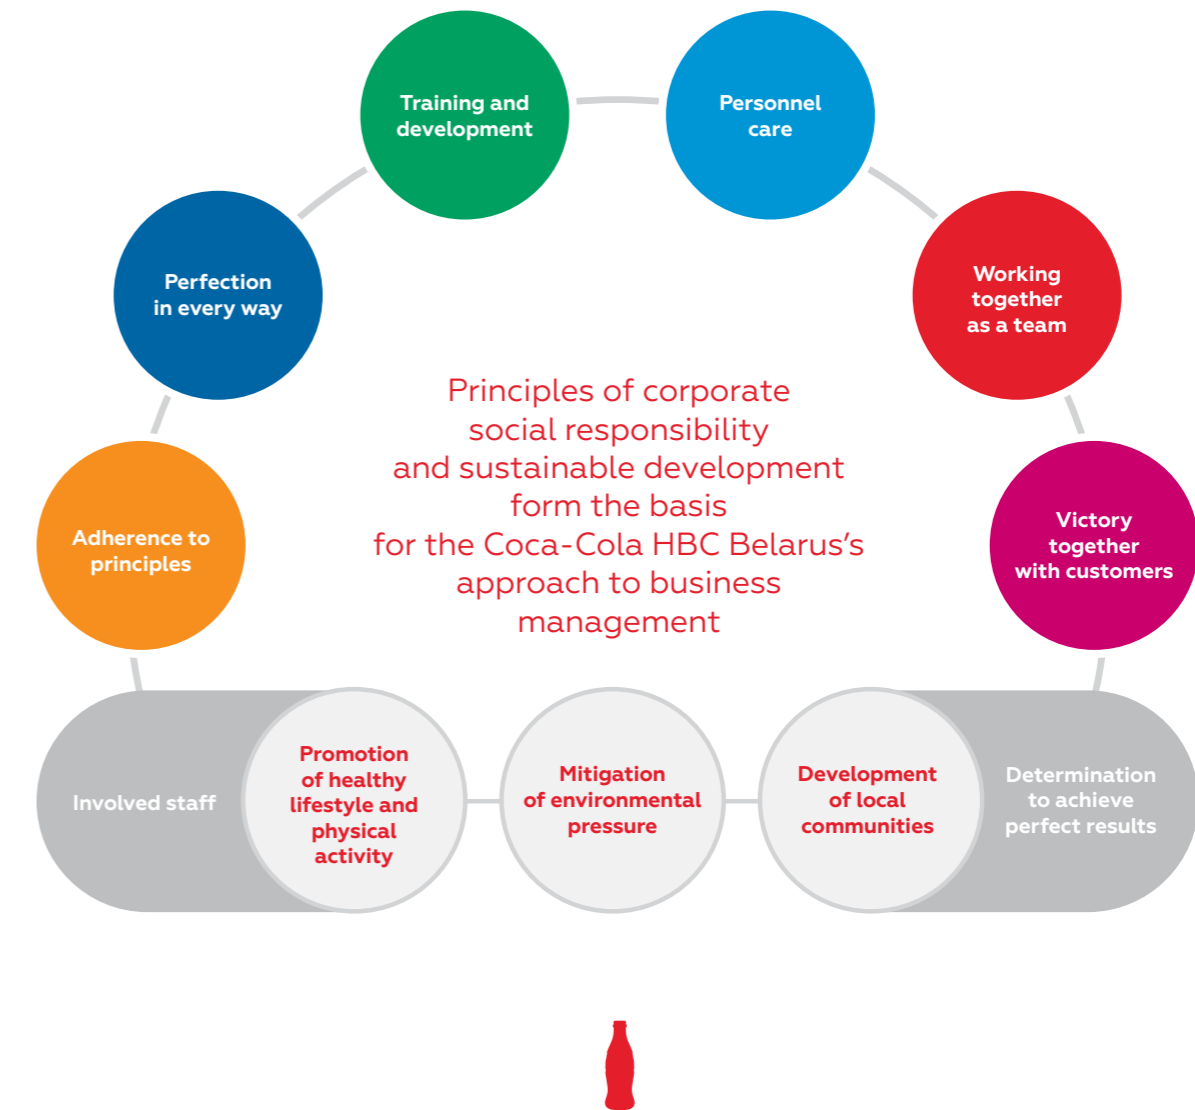 Training and
development
Personnel
care
Perfection
in every way
Working
together
as a team
Principles of corporate
social responsibility
and sustainable development
form the basis
for the Coca-Cola HBC Belarus’s
approach to business
management
Adherence to
principles
Victory
together
with customers
Involved staff
Promotion
of healthy
lifestyle and
physical
activity
Mitigation
of environmental
pressure
Development
of local
communities
Determination
to achieve
perfect results